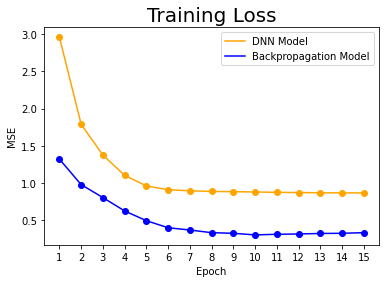 Training Loss
DNN Model
Backpropagation Model
MSE
3.0
2.5
2.0
1.5
1.0
0.5
1 2 3 4 5 6 7 8 9 10 11 12 13 14 15
Epoch